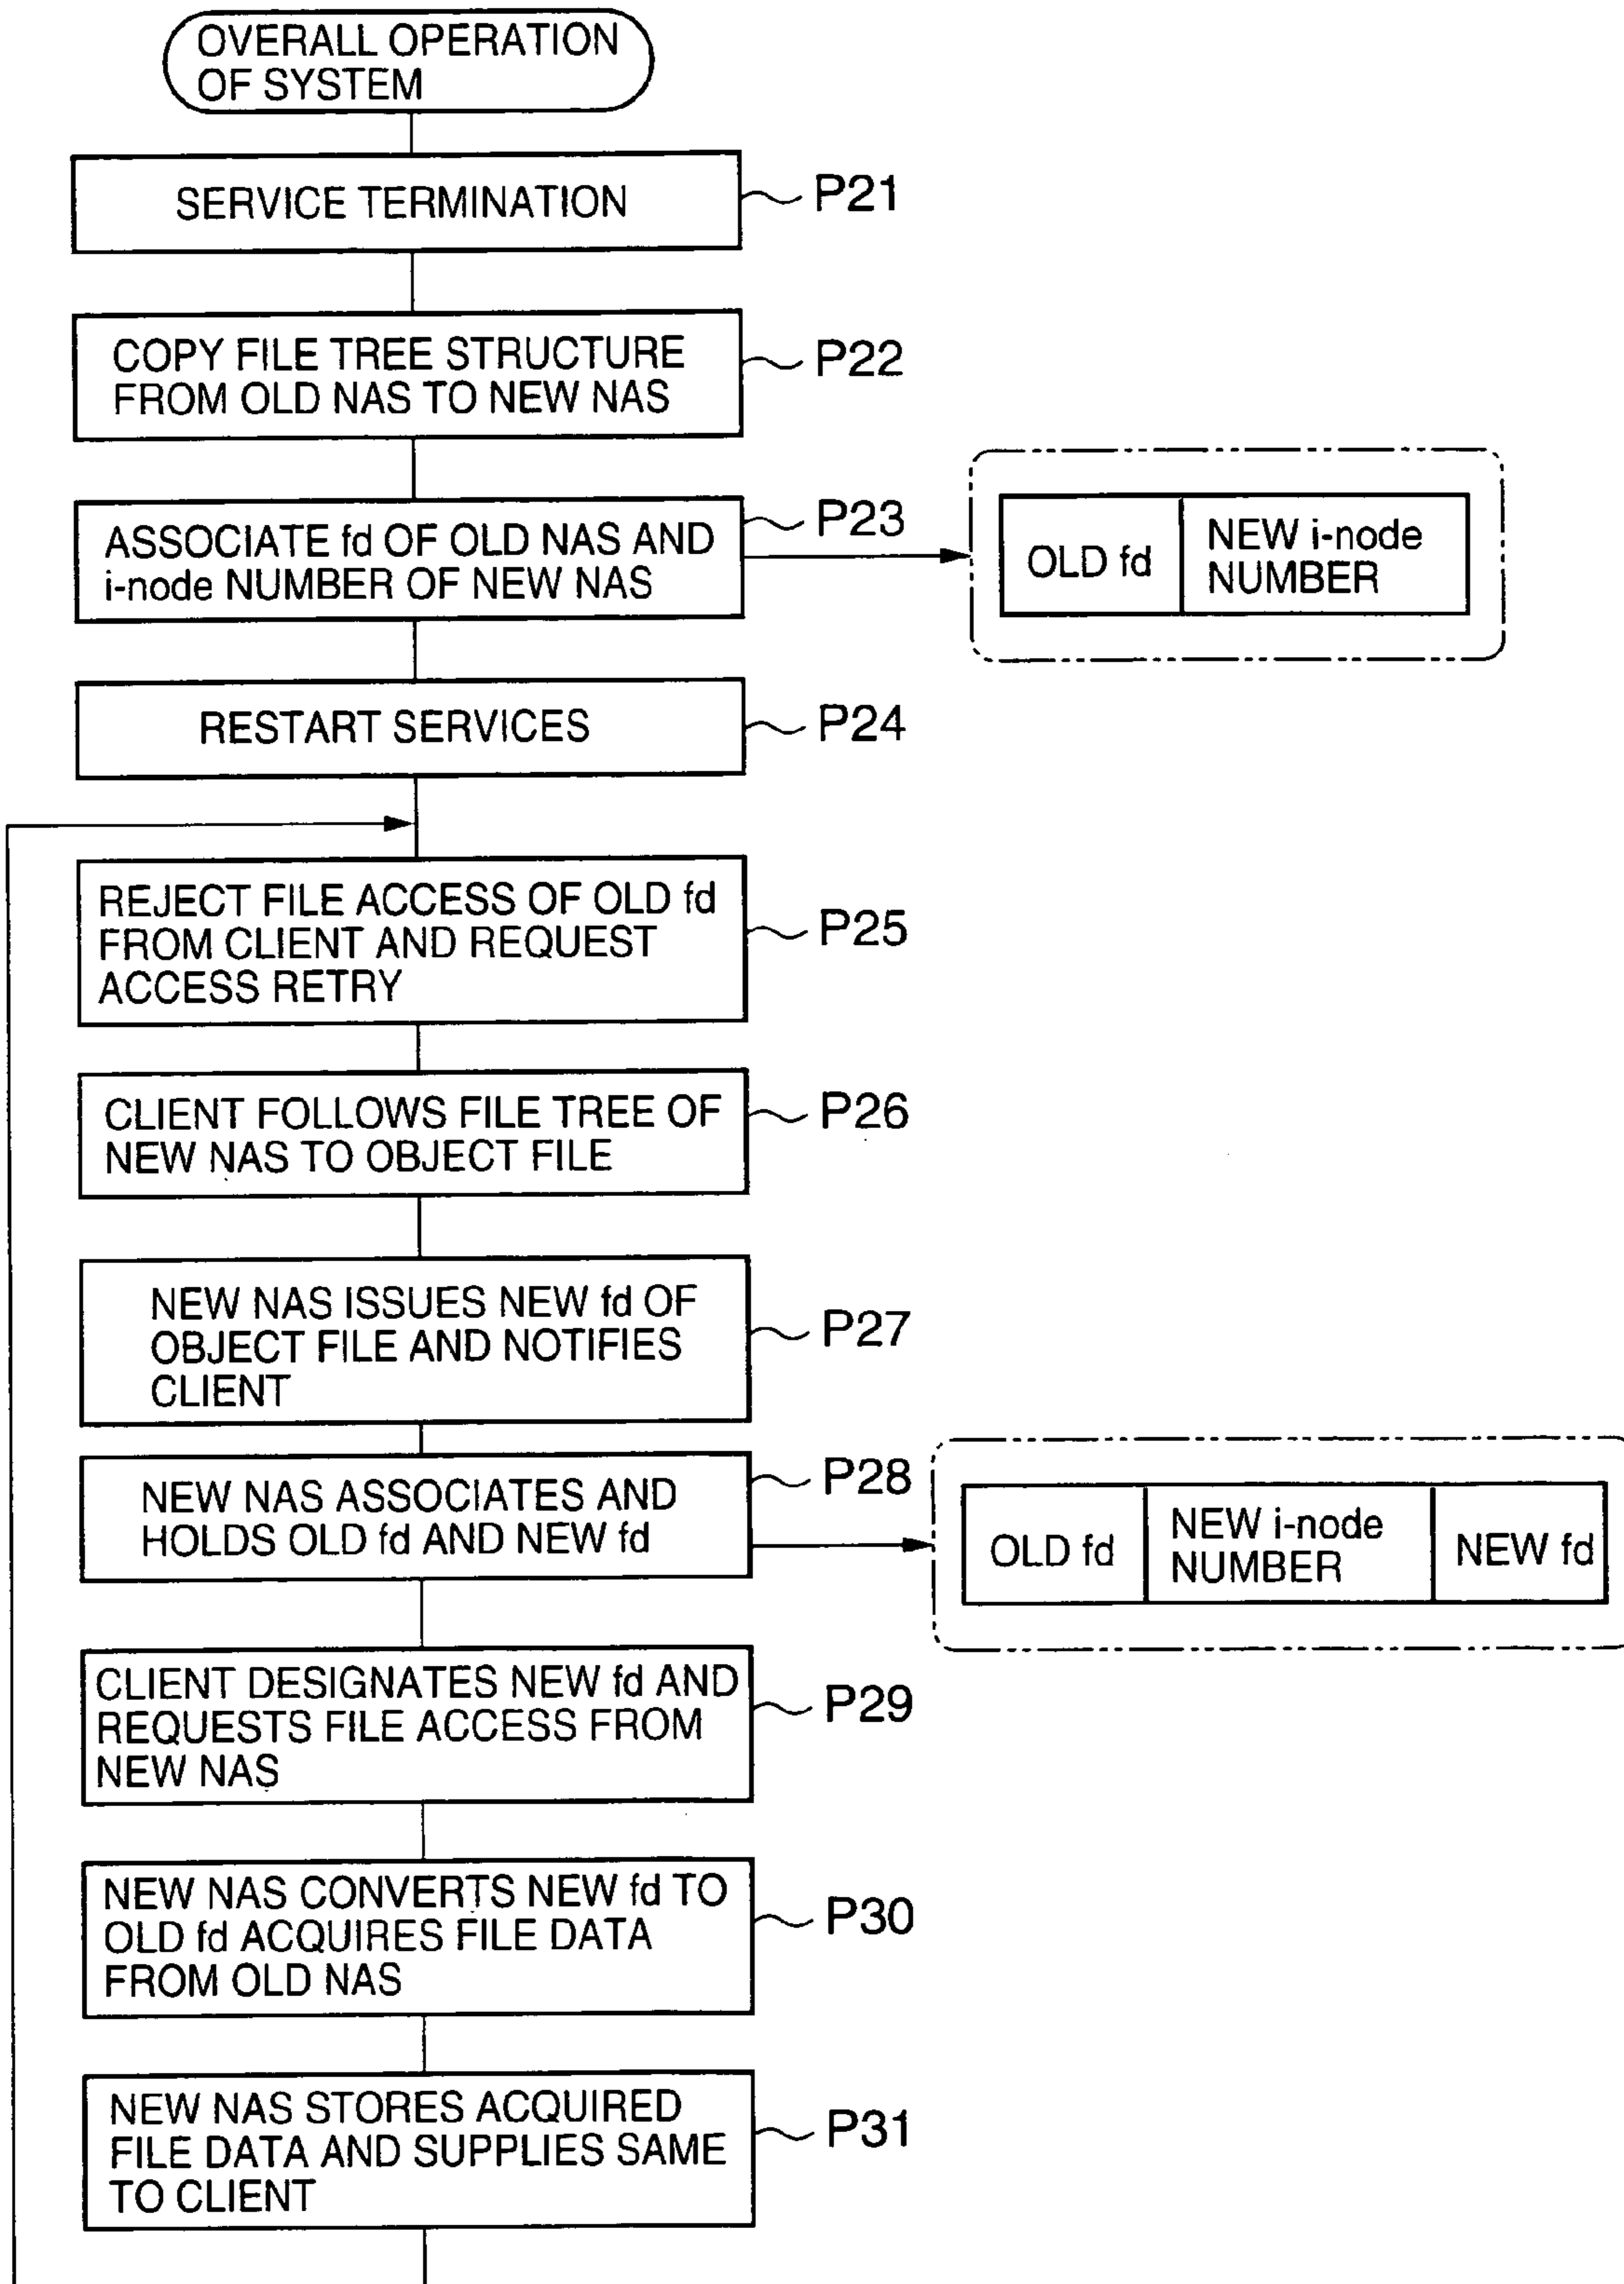 OVERALL OPERATION
OF SYSTEM
SERVICE TERMINATION
P21
COPY FILE TREE STRUCTURE
FROM OLD NAS TO NEW NAS
P22
ASSOCIATE fd OF OLD NAS AND
i-node NUMBER OF NEW NAS
P23
OLD fd
NEW i-node
NUMBER
RESTART SERVICES
P24
REJECT FILE ACCESS OF OLD fd
FROM CLIENT AND REQUEST
ACCESS RETRY
P25
CLIENT FOLLOWS FILE TREE OF
NEW NAS TO OBJECT FILE
P26
NEW NAS ISSUES NEW fd OF
OBJECT FILE AND NOTIFIES
CLIENT
P27
NEW NAS ASSOCIATES AND
HOLDS OLD fd AND NEW fd
P28
OLD fd
NEW i-node
NUMBER
NEW fd
CLIENT DESIGNATES NEW fd AND
REQUESTS FILE ACCESS FROM
NEW NAS
P29
NEW NAS CONVERTS NEW fd TO
OLD fd ACQUIRES FILE DATA
FROM OLD NAS
P30
NEW NAS STORES ACQUIRED
FILE DATA AND SUPPLIES SAME
TO CLIENT
P31